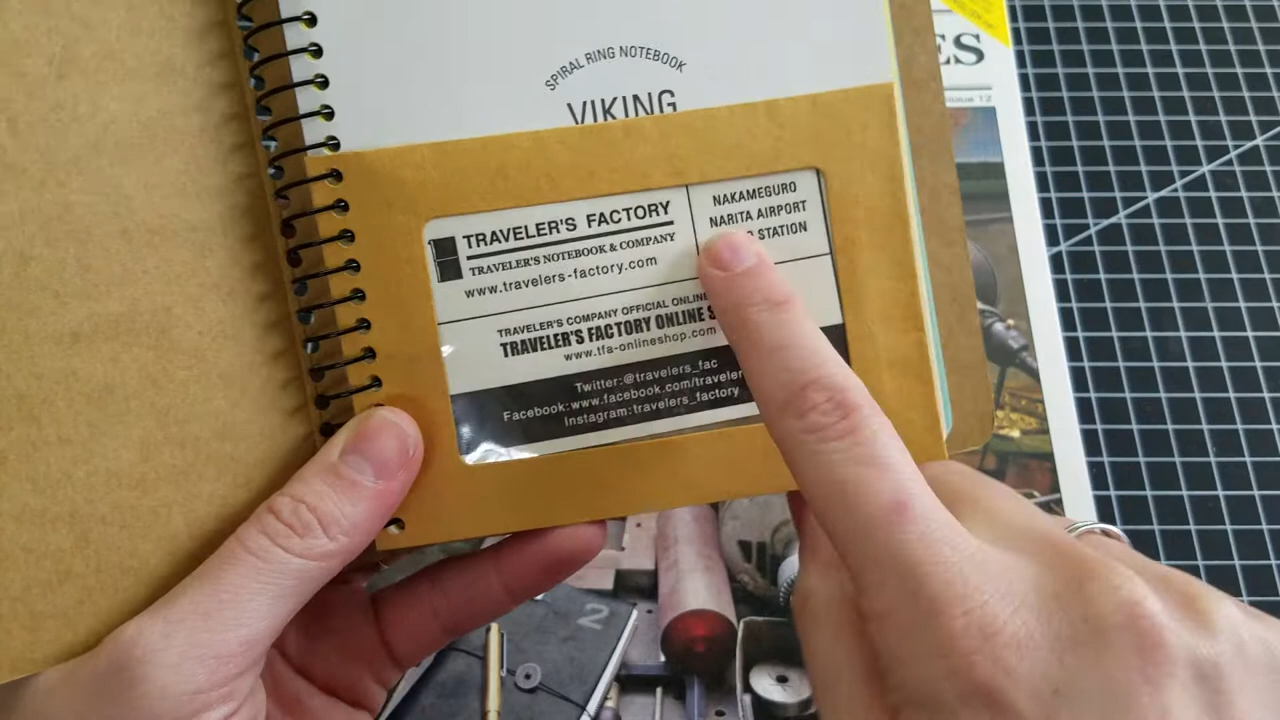 SPIRAL RING NOTEBOOK
VIKING
ES
Issue 12
TRAVELER'S FACTORY
TRAVELER'S NOTEBOOK & COMPANY
www.travelers-factory.com
NAKAMEGURO
NARITA AIRPORT
STATION
TRAVELER'S COMPANY OFFICIAL ONLINE
TRAVELER'S FACTORY ONLINE S
www.tfa-onlineshop.com
Twitter:@travelers_fac
Facebook:www.facebook.com/traveler
Instagram:travelers_factory
2